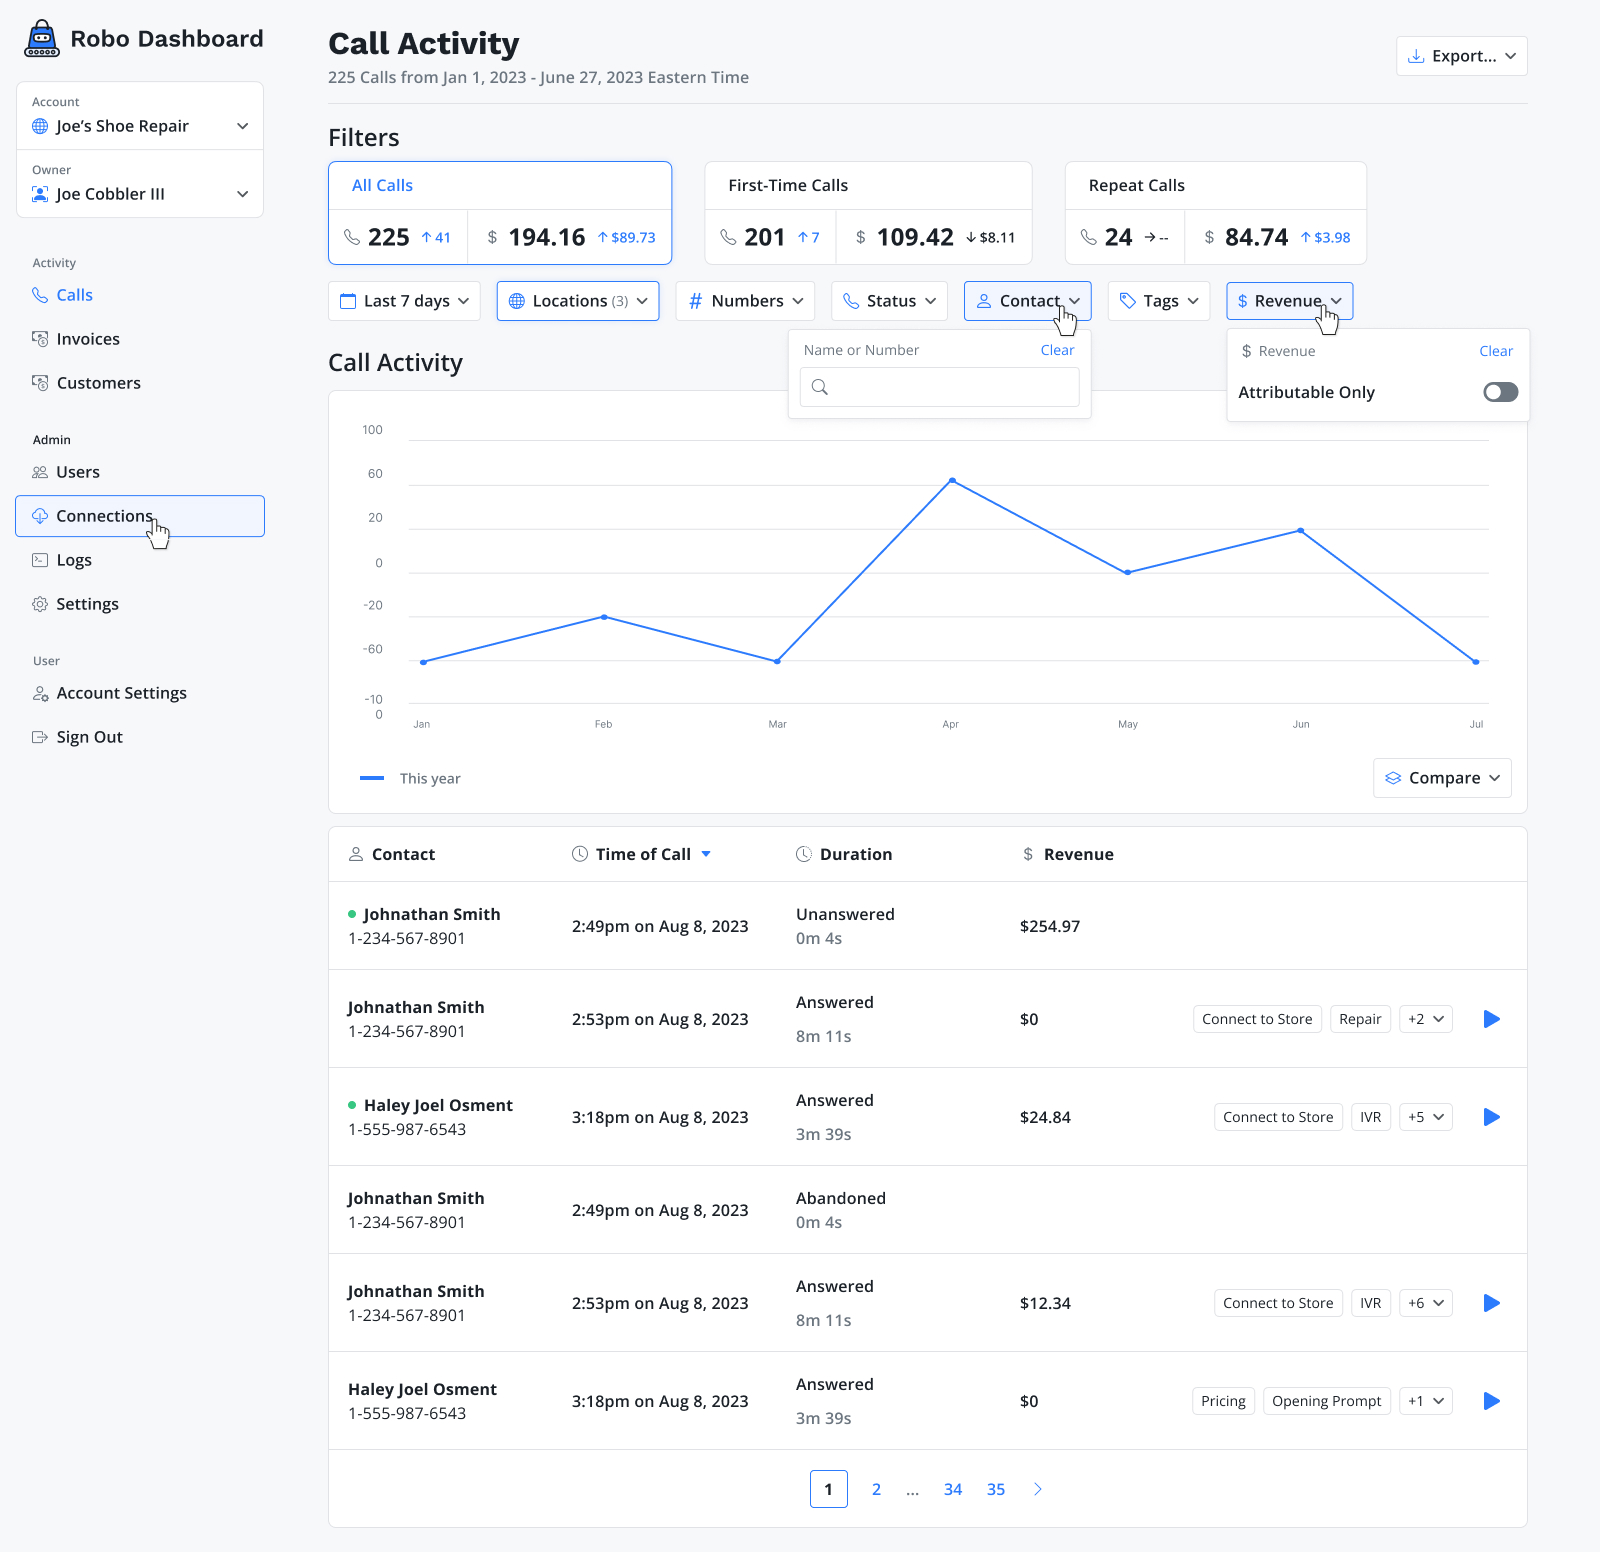 Robo Dashboard
Account
Joe's Shoe Repair
Owner
Joe Cobbler III
Activity
Calls
Invoices
Customers
Admin
Users
Connections
Logs
Settings
User
Account Settings
Sign Out
Call Activity
225 Calls from Jan 1, 2023 - June 27, 2023 Eastern Time
Export...
Filters
All Calls
225 ↑ 41 $ 194.16 ↑ $89.73
First-Time Calls
201 ↑ 7 $ 109.42 ↓ $8.11
Repeat Calls
24 → -- $ 84.74 ↑ $3.98
Last 7 days Locations (3) # Numbers Status Contact Tags $ Revenue
Name or Number Clear
$ Revenue Clear
Attributable Only
Call Activity
100
60
20
0
-20
-60
-10
0
Jan Feb Mar Apr May Jun Jul
This year
Compare
Contact Time of Call Duration $ Revenue
Johnathan Smith
1-234-567-8901
2:49pm on Aug 8, 2023
Unanswered
0m 4s
$254.97
Johnathan Smith
1-234-567-8901
2:53pm on Aug 8, 2023
Answered
8m 11s
$0
Connect to Store Repair +2
Haley Joel Osment
1-555-987-6543
3:18pm on Aug 8, 2023
Answered
3m 39s
$24.84
Connect to Store IVR +5
Johnathan Smith
1-234-567-8901
2:49pm on Aug 8, 2023
Abandoned
0m 4s
Johnathan Smith
1-234-567-8901
2:53pm on Aug 8, 2023
Answered
8m 11s
$12.34
Connect to Store IVR +6
Haley Joel Osment
1-555-987-6543
3:18pm on Aug 8, 2023
Answered
3m 39s
$0
Pricing Opening Prompt +1
1 2 ... 34 35